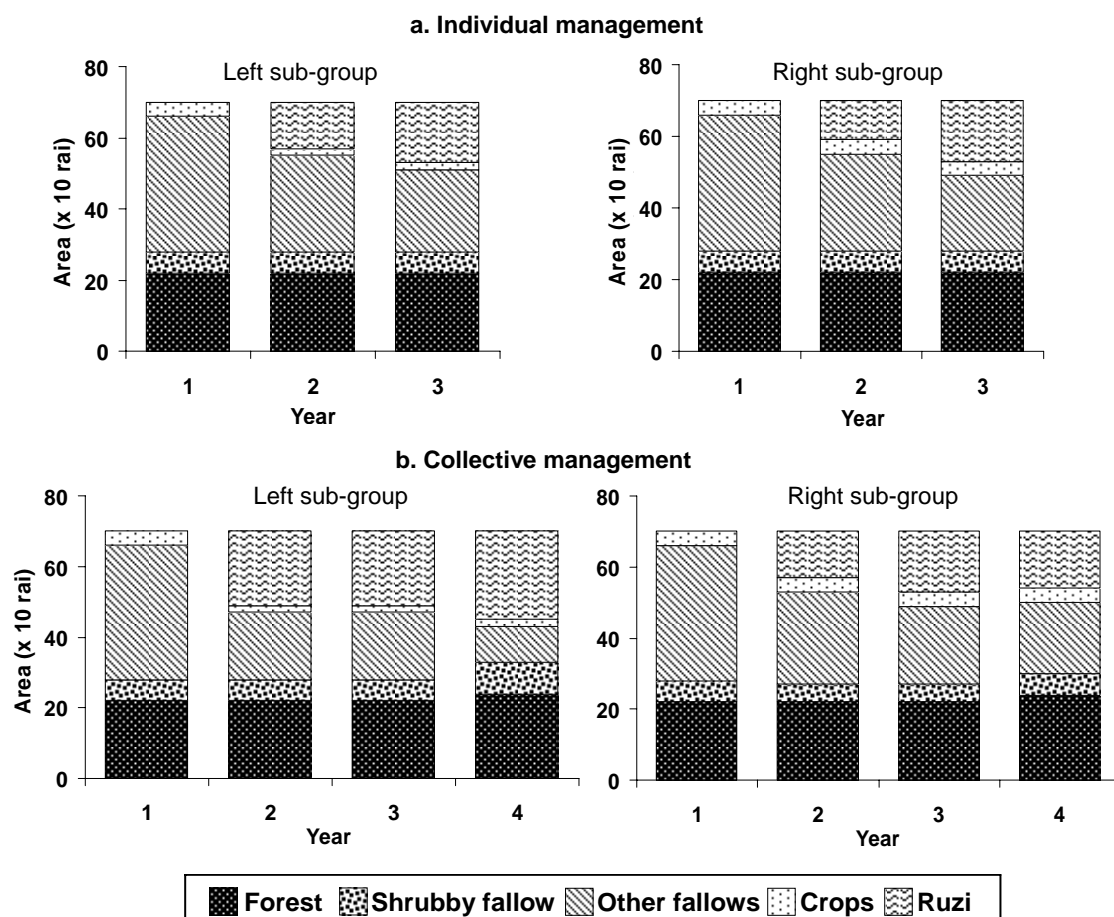 a. Individual management
Left sub-group
Right sub-group
80
60
40
20
0
Area (x 10 rai)
1 2 3
Year
80
60
40
20
0
Area (x 10 rai)
1 2 3
Year
b. Collective management
Left sub-group
Right sub-group
80
60
40
20
0
Area (x 10 rai)
1 2 3 4
Year
80
60
40
20
0
1 2 3 4
Year
Forest Shrubby fallow Other fallows Crops Ruzi